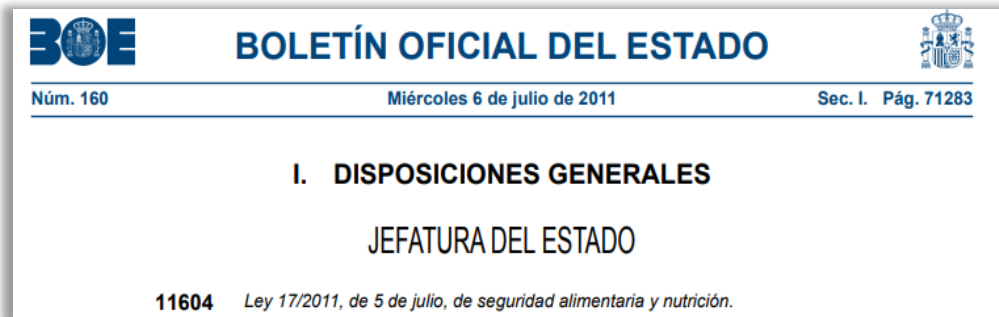 BOE BOLETÍN OFICIAL DEL ESTADO
Núm. 160 Miércoles 6 de julio de 2011 Sec. I. Pág. 71283
I. DISPOSICIONES GENERALES
JEFATURA DEL ESTADO
11604 Ley 17/2011, de 5 de julio, de seguridad alimentaria y nutrición.